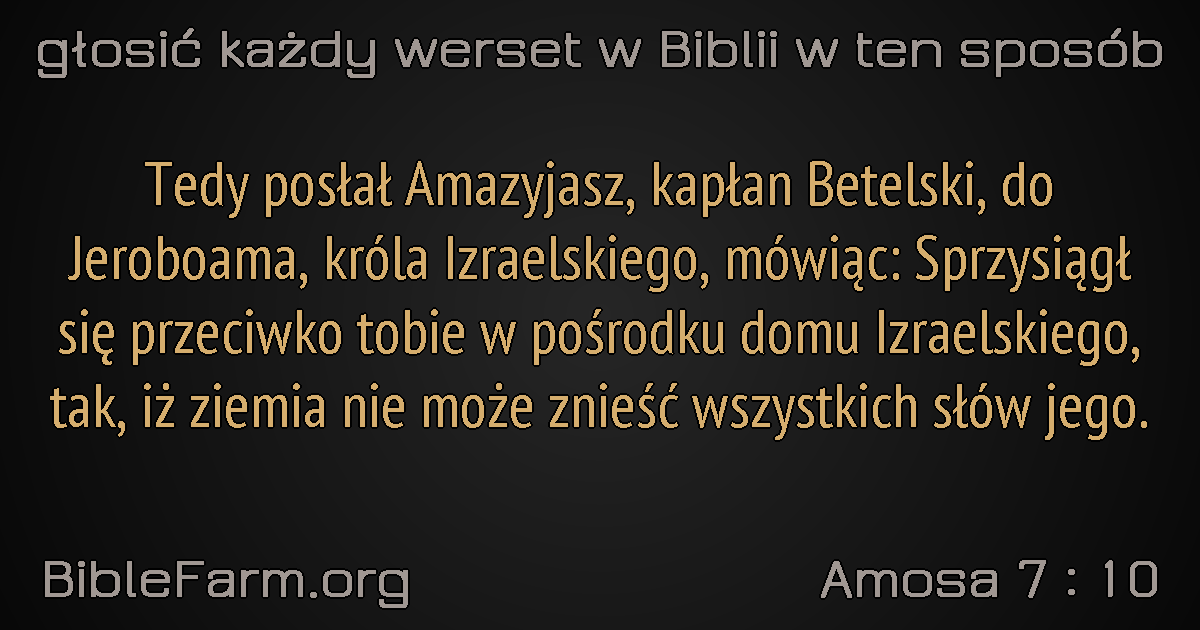 głosić każdy werset w Biblii w ten sposób
Tedy posłał Amazyjasz, kapłan Betelski, do
Jeroboama, króla Izraelskiego, mówiąc: Sprzysiągł
się przeciwko tobie w pośrodku domu Izraelskiego,
tak, iż ziemia nie może znieść wszystkich słów jego.
BibleFarm.org
Amosa 7 : 10